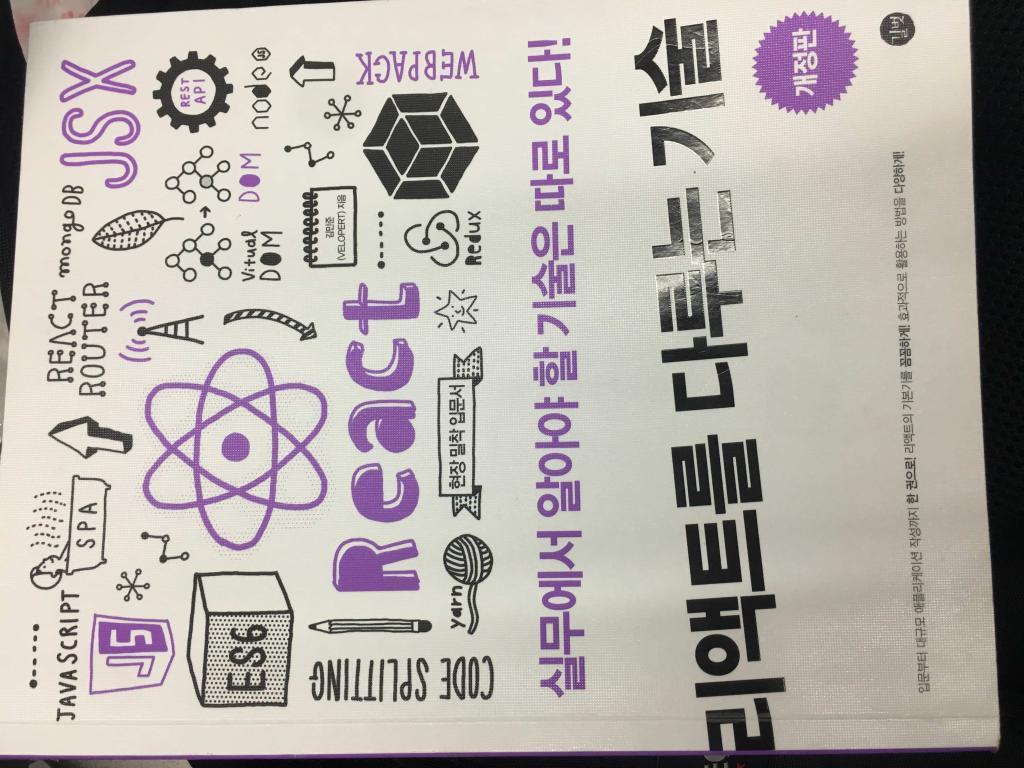 JAVASCRIPT
SPA
REACT
ROUTER
mongoDB
JSX
JS
ES6
REST
API
Vitual
DOM
DOM
node
JS
CODE SPLITTING
React
김민준
(VELOPERT) 지음
WEBPACK
yarn
현장 밀착 입문서
Redux
실무에서 알아야 할 기술은 따로 있다!
리액트를 다루는 기술
개정판
입문부터 대규모 애플리케이션 작성까지 한 권으로! 리액트의 기본기를 꼼꼼하게! 효과적으로 활용하는 방법을 다양하게!
길벗